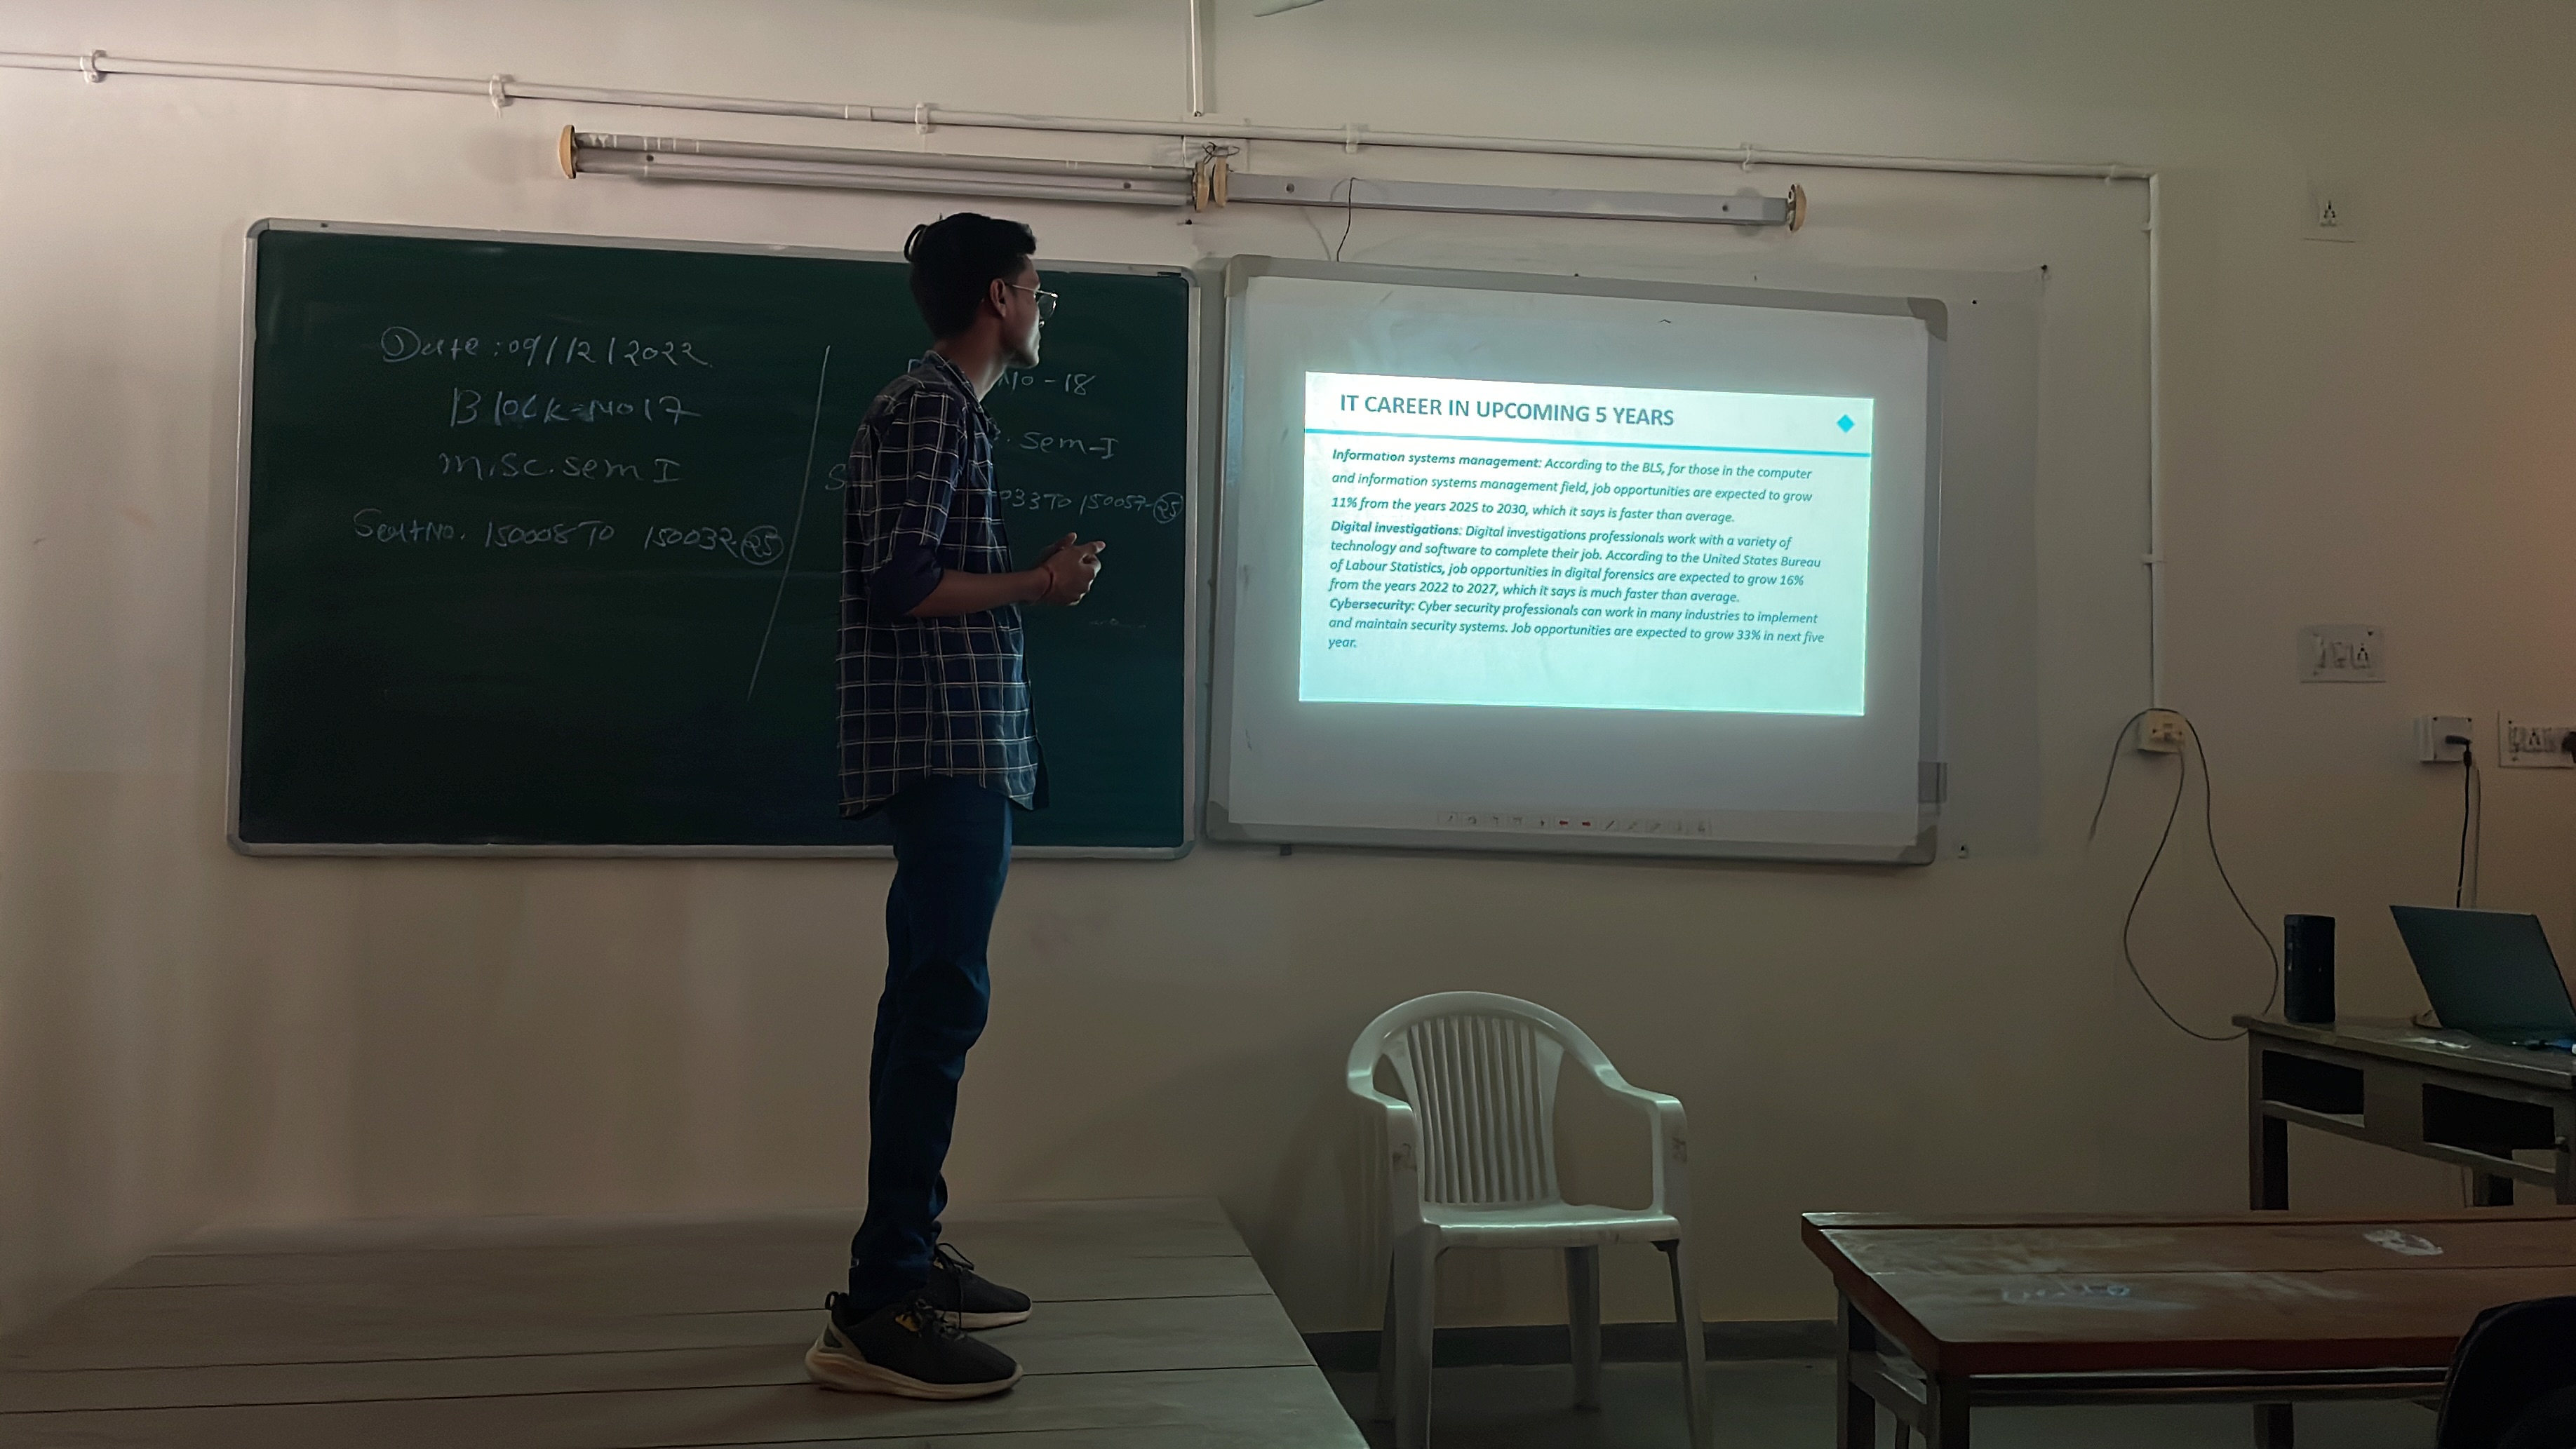 Date : 09/12/2022
Block-No 17
M.Sc. Sem I
Seat No. 150008 TO 150032-25
No - 18
. Sem-I
033 TO 150057-25
IT CAREER IN UPCOMING 5 YEARS
Information systems management: According to the BLS, for those in the computer
and information systems management field, job opportunities are expected to grow
11% from the years 2025 to 2030, which it says is faster than average.
Digital investigations: Digital investigations professionals work with a variety of
technology and software to complete their job. According to the United States Bureau
of Labour Statistics, job opportunities in digital forensics are expected to grow 16%
from the years 2022 to 2027, which it says is much faster than average.
Cybersecurity: Cyber security professionals can work in many industries to implement
and maintain security systems. Job opportunities are expected to grow 33% in next five
year.